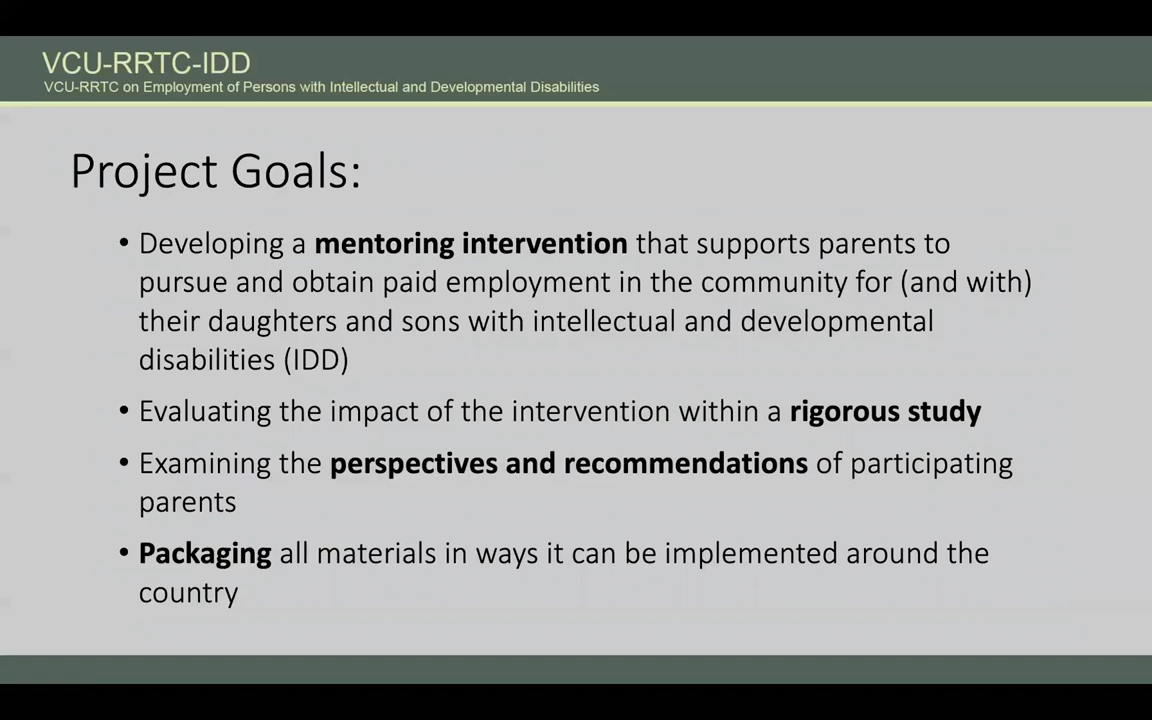 VCU-RRTC-IDD
VCU-RRTC on Employment of Persons with Intellectual and Developmental Disabilities
Project Goals:
• Developing a mentoring intervention that supports parents to
pursue and obtain paid employment in the community for (and with)
their daughters and sons with intellectual and developmental
disabilities (IDD)
• Evaluating the impact of the intervention within a rigorous study
• Examining the perspectives and recommendations of participating
parents
• Packaging all materials in ways it can be implemented around the
country